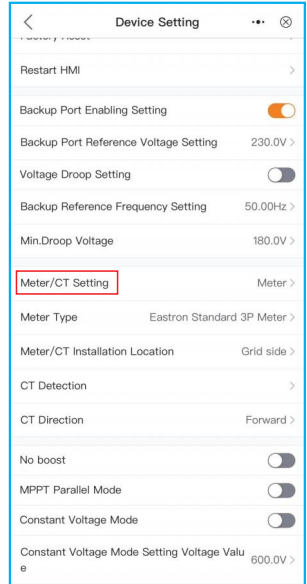 Device Setting
Factory Reset
Restart HMI
Backup Port Enabling Setting
Backup Port Reference Voltage Setting 230.0V
Voltage Droop Setting
Backup Reference Frequency Setting 50.00Hz
Min.Droop Voltage 180.0V
Meter/CT Setting Meter
Meter Type Eastron Standard 3P Meter
Meter/CT Installation Location Grid side
CT Detection
CT Direction Forward
No boost
MPPT Parallel Mode
Constant Voltage Mode
Constant Voltage Mode Setting Voltage Valu
e 600.0V